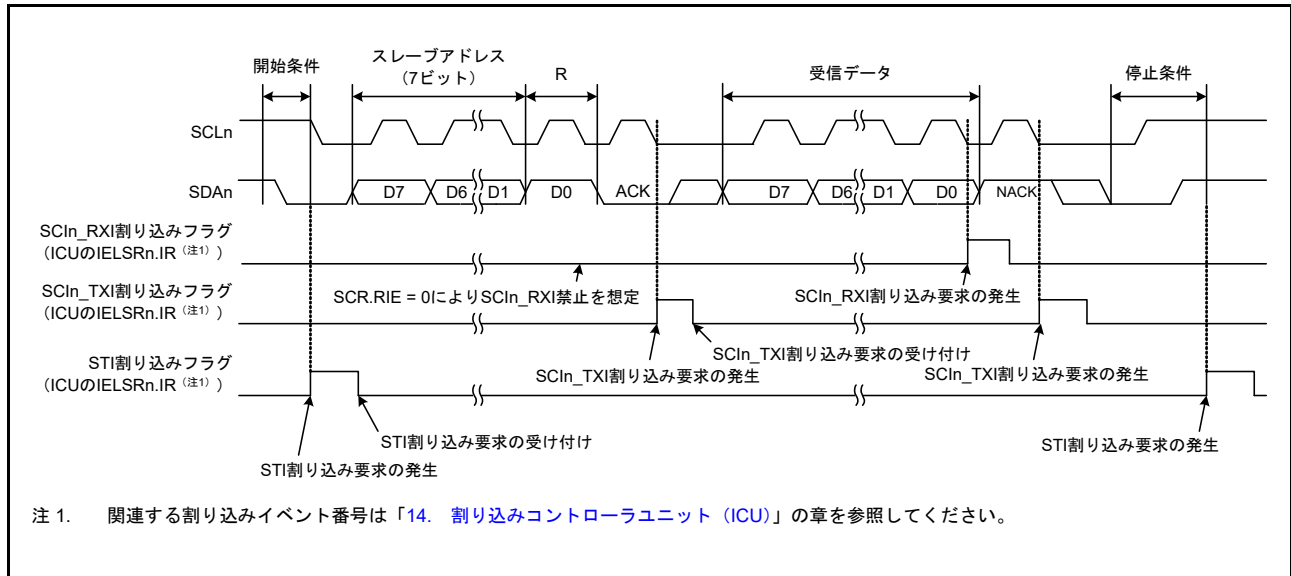 開始条件
スレーブアドレス
（7ビット）
R
受信データ
停止条件
SCLn
SDAn
D7
D6
D1
D0
ACK
D7
D6
D1
D0
NACK
SCIn_RXI割り込みフラグ
（ICUのIELSRn.IR（注1））
SCR.RIE = 0によりSCIn_RXI禁止を想定
SCIn_RXI割り込み要求の発生
SCIn_TXI割り込みフラグ
（ICUのIELSRn.IR（注1））
SCIn_TXI割り込み要求の受け付け
SCIn_TXI割り込み要求の発生
SCIn_TXI割り込み要求の発生
STI割り込みフラグ
（ICUのIELSRn.IR（注1））
STI割り込み要求の受け付け
STI割り込み要求の発生
STI割り込み要求の発生
注 1. 関連する割り込みイベント番号は「14. 割り込みコントローラユニット（ICU）」の章を参照してください。